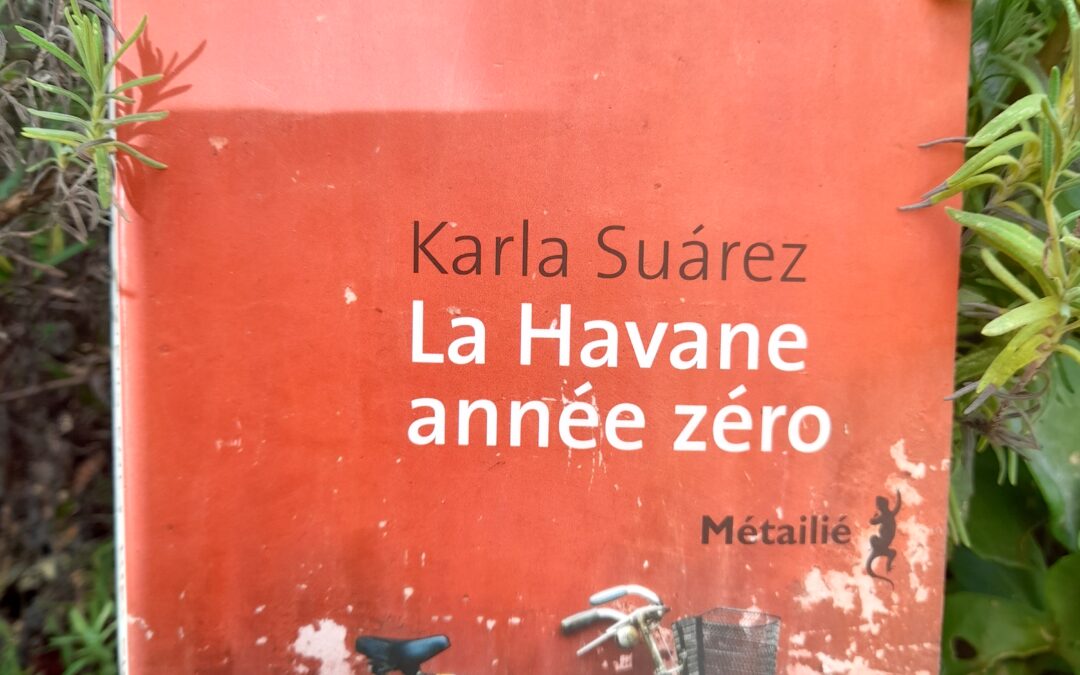 Karla Suárez
La Havane
année zéro
Métailié